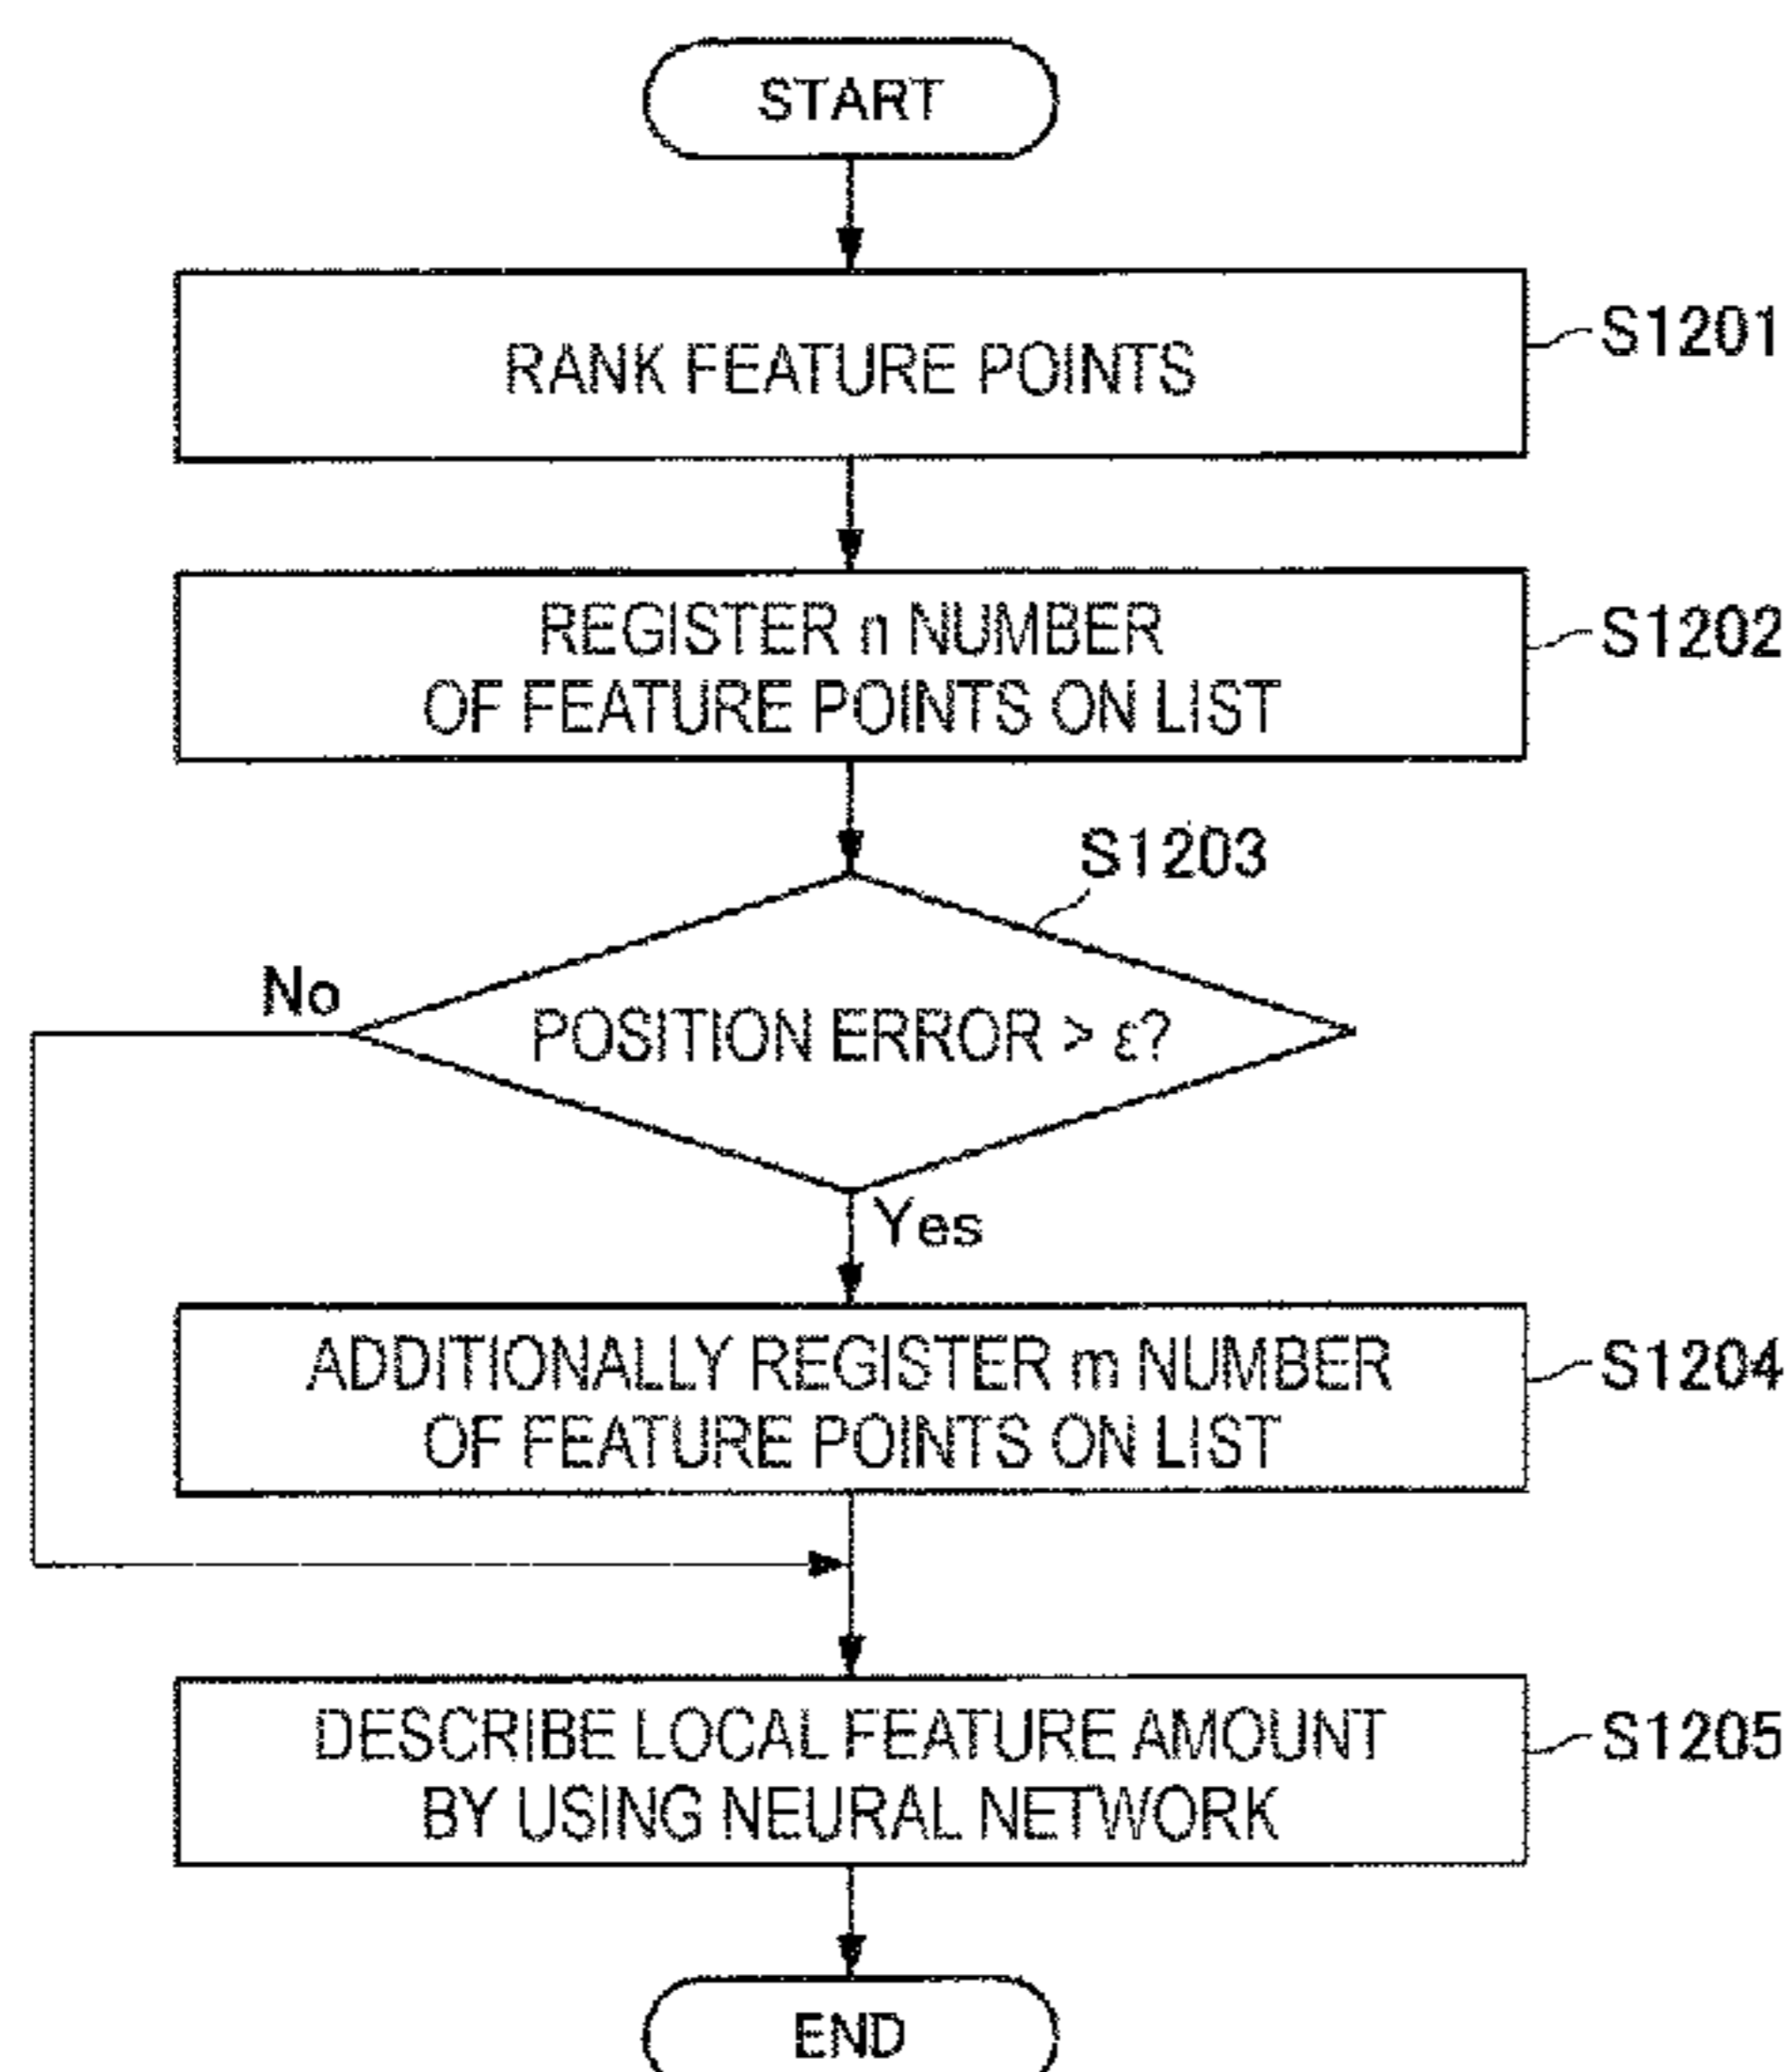 START
RANK FEATURE POINTS
S1201
REGISTER n NUMBER
OF FEATURE POINTS ON LIST
S1202
S1203
No
POSITION ERROR > ε?
Yes
ADDITIONALLY REGISTER m NUMBER
OF FEATURE POINTS ON LIST
S1204
DESCRIBE LOCAL FEATURE AMOUNT
BY USING NEURAL NETWORK
S1205
END